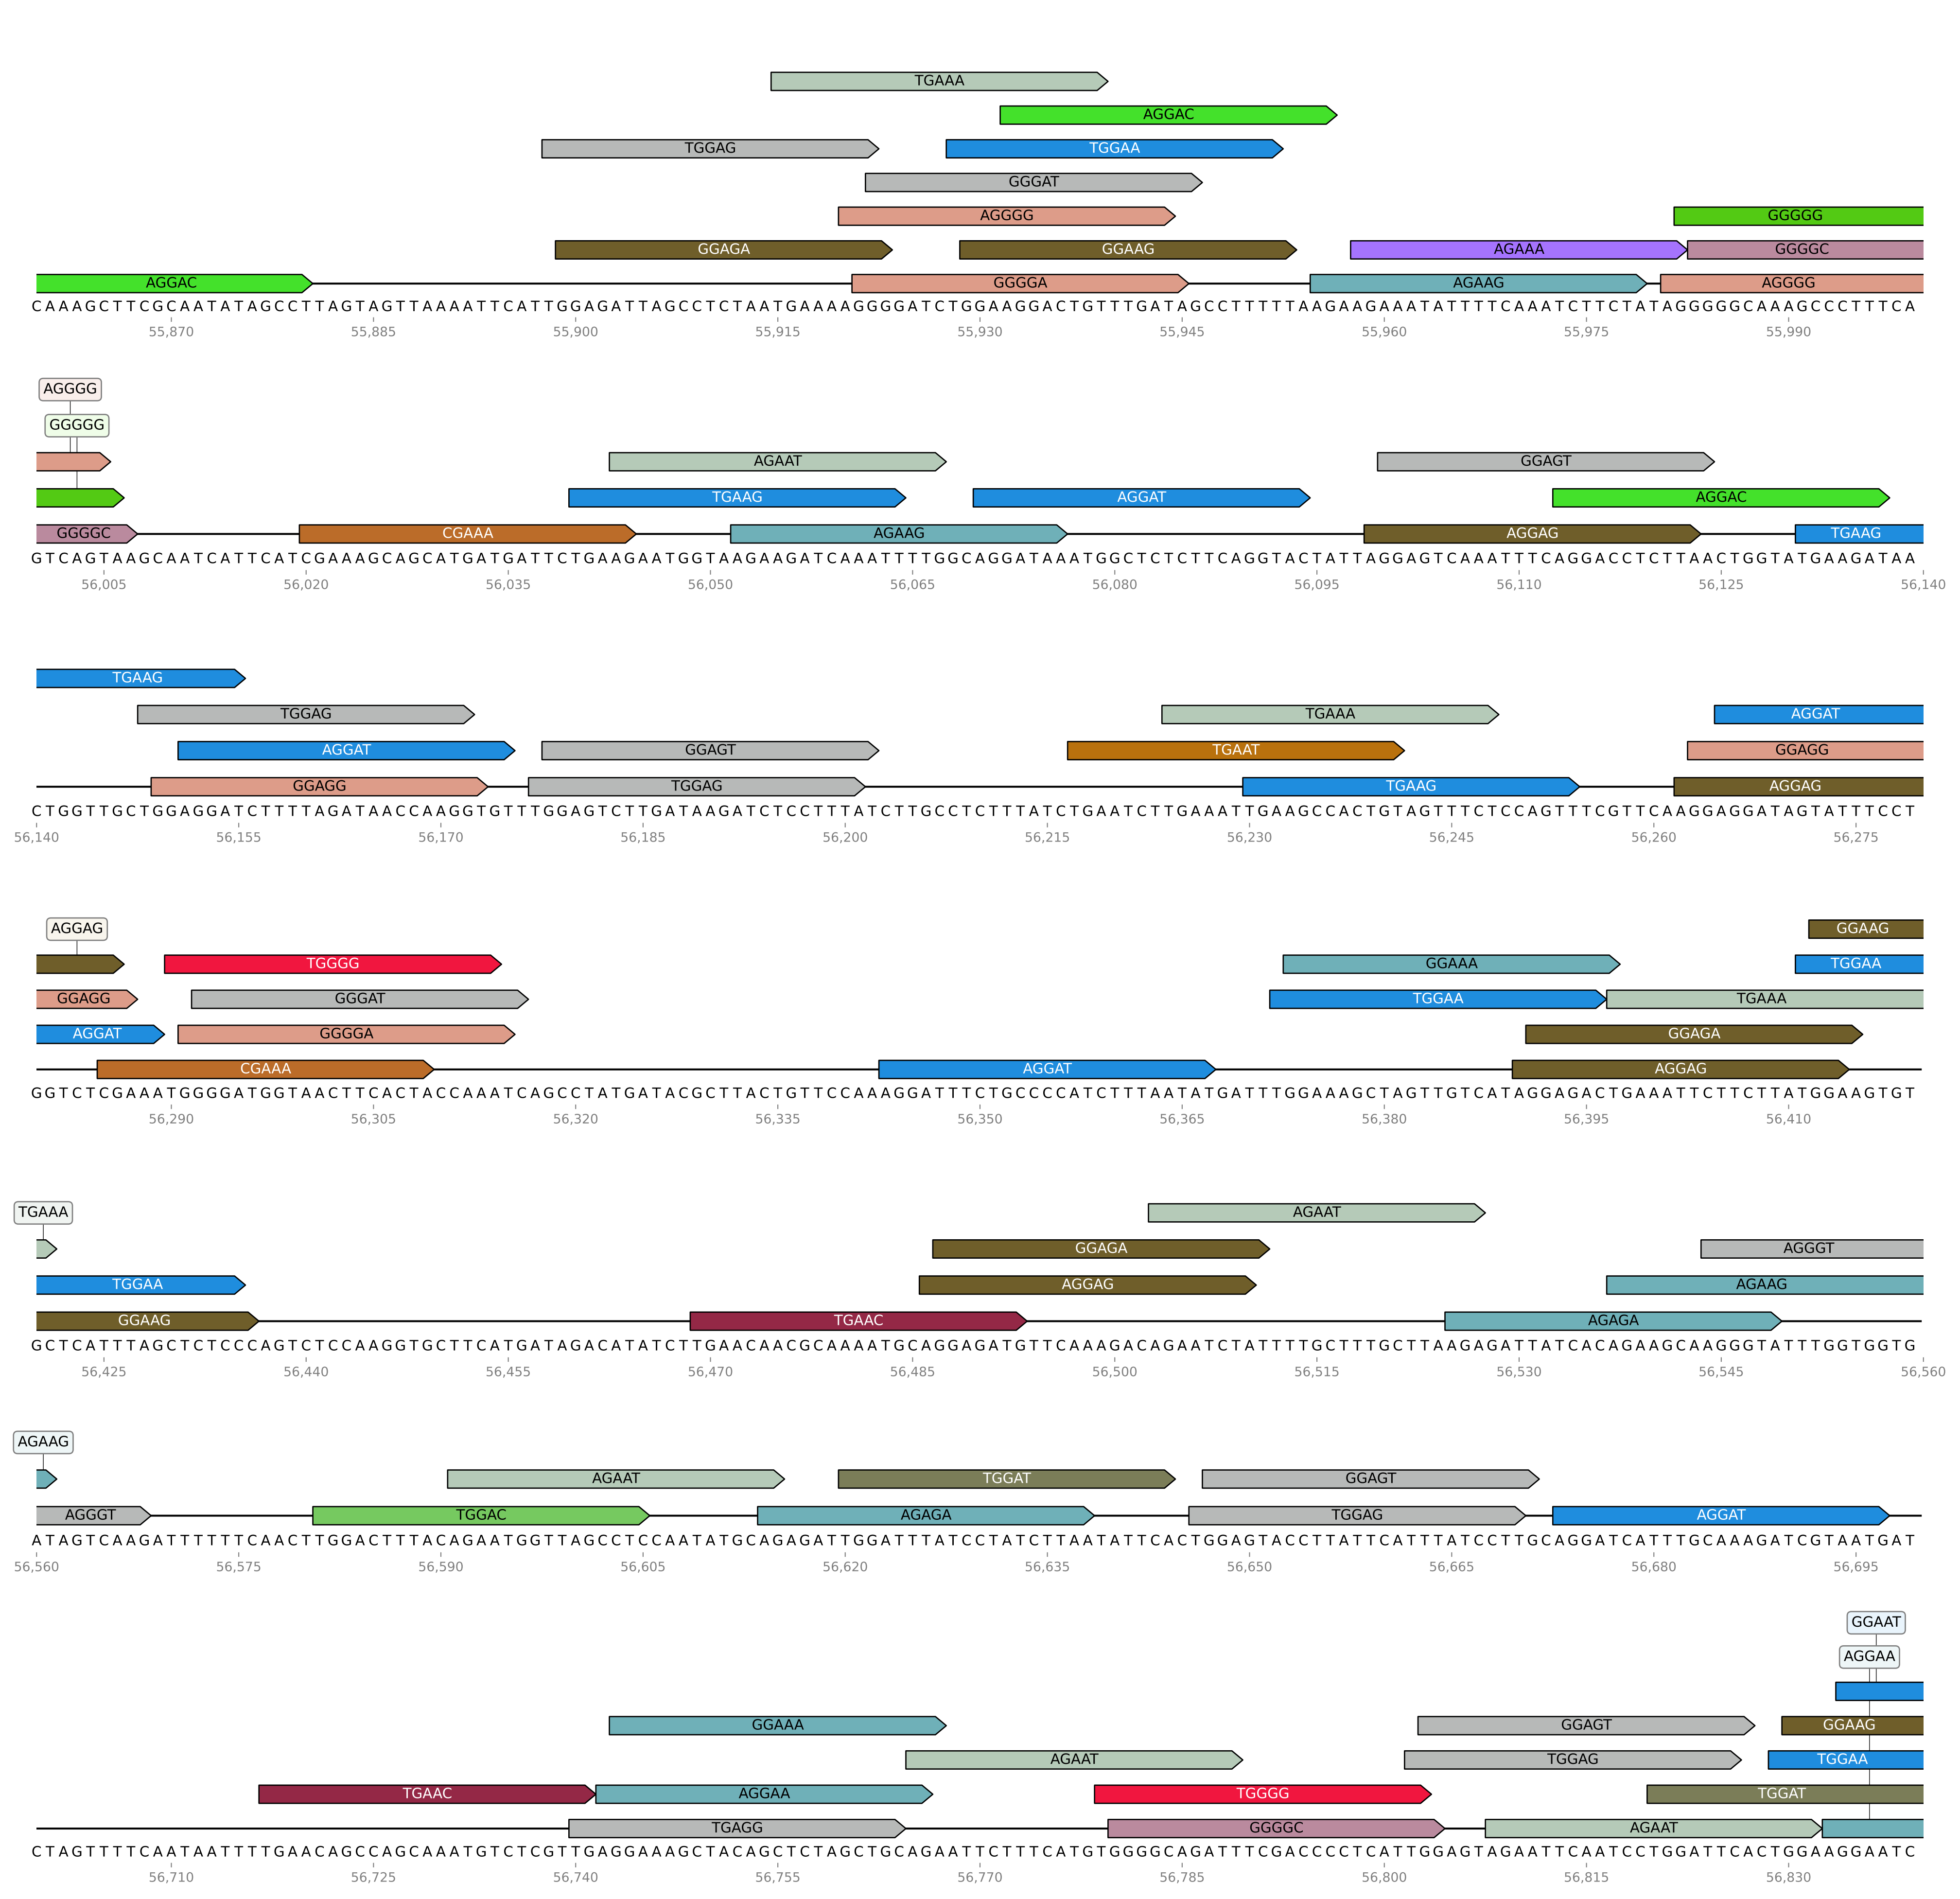 TGAAA
AGGAC
TGGAG TGGAA
GGGAT
AGGGG GGGGG
GGAGA GGAAG AGAAA GGGGC
AGGAC GGGGA AGAAG AGGGG
CAAAGCTTCGCAATATAGCCTTAGTAGTTAAAATTCATTGGAGATTAGCCTCTAATGAAAAGGGGATCTGGAAGGACTGTTTGATAGCCTTTTTAAGAAGAAATATTTTCAAATCTTCTATAGGGGGCAAAGCCCTTTCA
55,870 55,885 55,900 55,915 55,930 55,945 55,960 55,975 55,990
AGGGG
GGGGG
AGAAT GGAGT
TGAAG AGGAT AGGAC
GGGGC CGAAA AGAAG AGGAG TGAAG
GTCAGTAAGCAATCATTCATCGAAAGCAGCATGATGATTCTGAAGAATGGTAAGAAGATCAAATTTTGGCAGGATAAATGGCTCTCTTCAGGTACTATTAGGAGTCAAATTTCAGGACCTCTTAACTGGTATGAAGATAA
56,005 56,020 56,035 56,050 56,065 56,080 56,095 56,110 56,125 56,140
TGAAG
TGGAG TGAAA AGGAT
AGGAT GGAGT TGAAT GGAGG
GGAGG TGGAG TGAAG AGGAG
CTGGTTGCTGGAGGATCTTTTAGATAACCAAGGTGTTTGGAGTCTTGATAAGATCTCCTTTATCTTGCCTCTTTATCTGAATCTTGAAATTGAAGCCACTGTAGTTTCTCCAGTTTCGTTCAAGGAGGATAGTATTTCCT
56,140 56,155 56,170 56,185 56,200 56,215 56,230 56,245 56,260 56,275
AGGAG GGAAG
TGGGG GGAAA TGGAA
GGAGG GGGAT TGGAA TGAAA
AGGAT GGGGA GGAGA
CGAAA AGGAT AGGAG
GGTCTCGAAATGGGGATGGTAACTTCACTACCAAATCAGCCTATGATACGCTTACTGTTCCAAAGGATTTCTGCCCCATCTTTAATATGATTTGGAAAGCTAGTTGTCATAGGAGACTGAAATTCTTCTTATGGAAGTGT
56,290 56,305 56,320 56,335 56,350 56,365 56,380 56,395 56,410
TGAAA AGAAT
GGAGA AGGGT
TGGAA AGGAG AGAAG
GGAAG TGAAC AGAGA
GCTCATTTAGCTCTCCCAGTCTCCAAGGTGCTTCATGATAGACATATCTTGAACAACGCAAAATGCAGGAGATGTTCAAAGACAGAATCTATTTTGCTTTGCTTAAGAGATTATCACAGAAGCAAGGGTATTTGGTGGTG
56,425 56,440 56,455 56,470 56,485 56,500 56,515 56,530 56,545 56,560
AGAAG
AGAAT TGGAT GGAGT
AGGGT TGGAC AGAGA TGGAG AGGAT
ATAGTCAAGATTTTTTCAACTTGGACTTTACAGAATGGTTAGCCTCCAATATGCAGAGATTGGATTTATCCTATCTTAATATTCACTGGAGTACCTTATTCATTTATCCTTGCAGGATCATTTGCAAAGATCGTAATGAT
56,560 56,575 56,590 56,605 56,620 56,635 56,650 56,665 56,680 56,695
GGAAT
AGGAA
GGAAA GGAGT GGAAG
AGAAT TGGAG TGGAA
TGAAC AGGAA TGGGG TGGAT
TGAGG GGGGC AGAAT
CTAGTTTTCAATAATTTTGAACAGCCAGCAAATGTCTCGTTGAGGAAAGCTACAGCTCTAGCTGCAGAATTCTTTCATGTGGGGCAGATTTCGACCCCTCATTGGAGTAGAATTCAATCCTGGATTCACTGGAAGGAATC
56,710 56,725 56,740 56,755 56,770 56,785 56,800 56,815 56,830